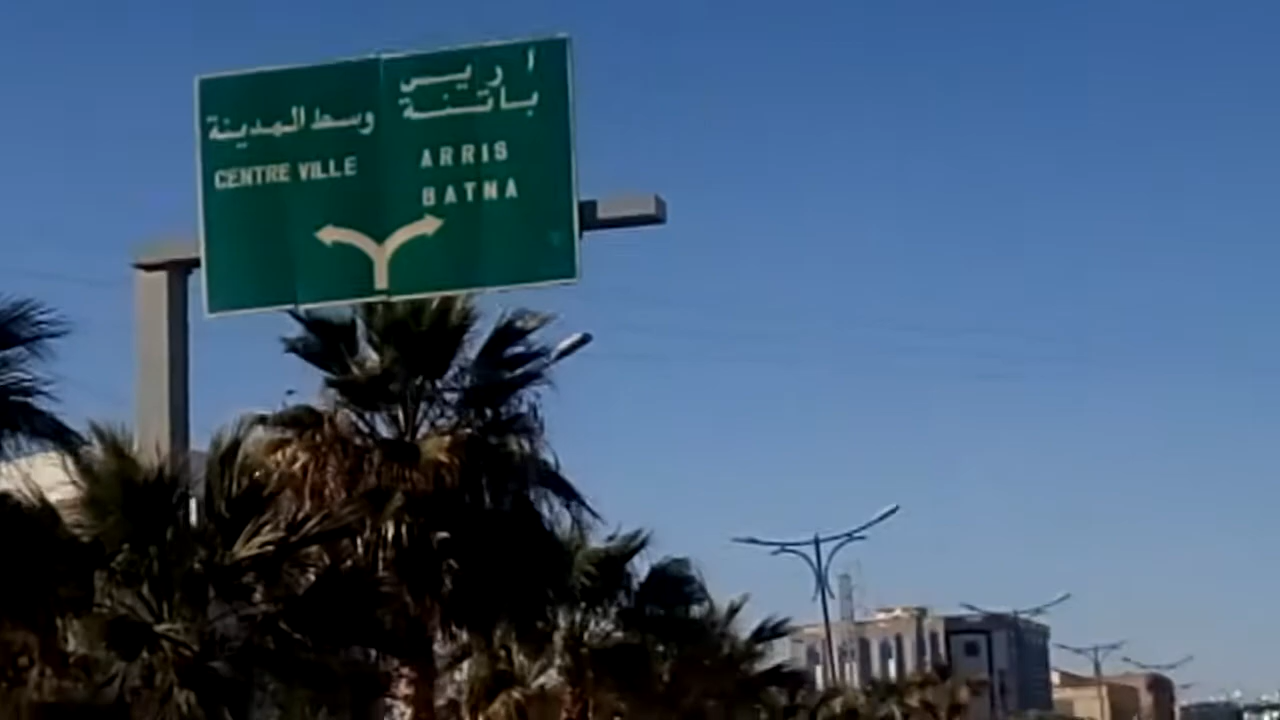 وسط المدينة
CENTRE VILLE
اريس
باتنة
ARRIS
BATNA